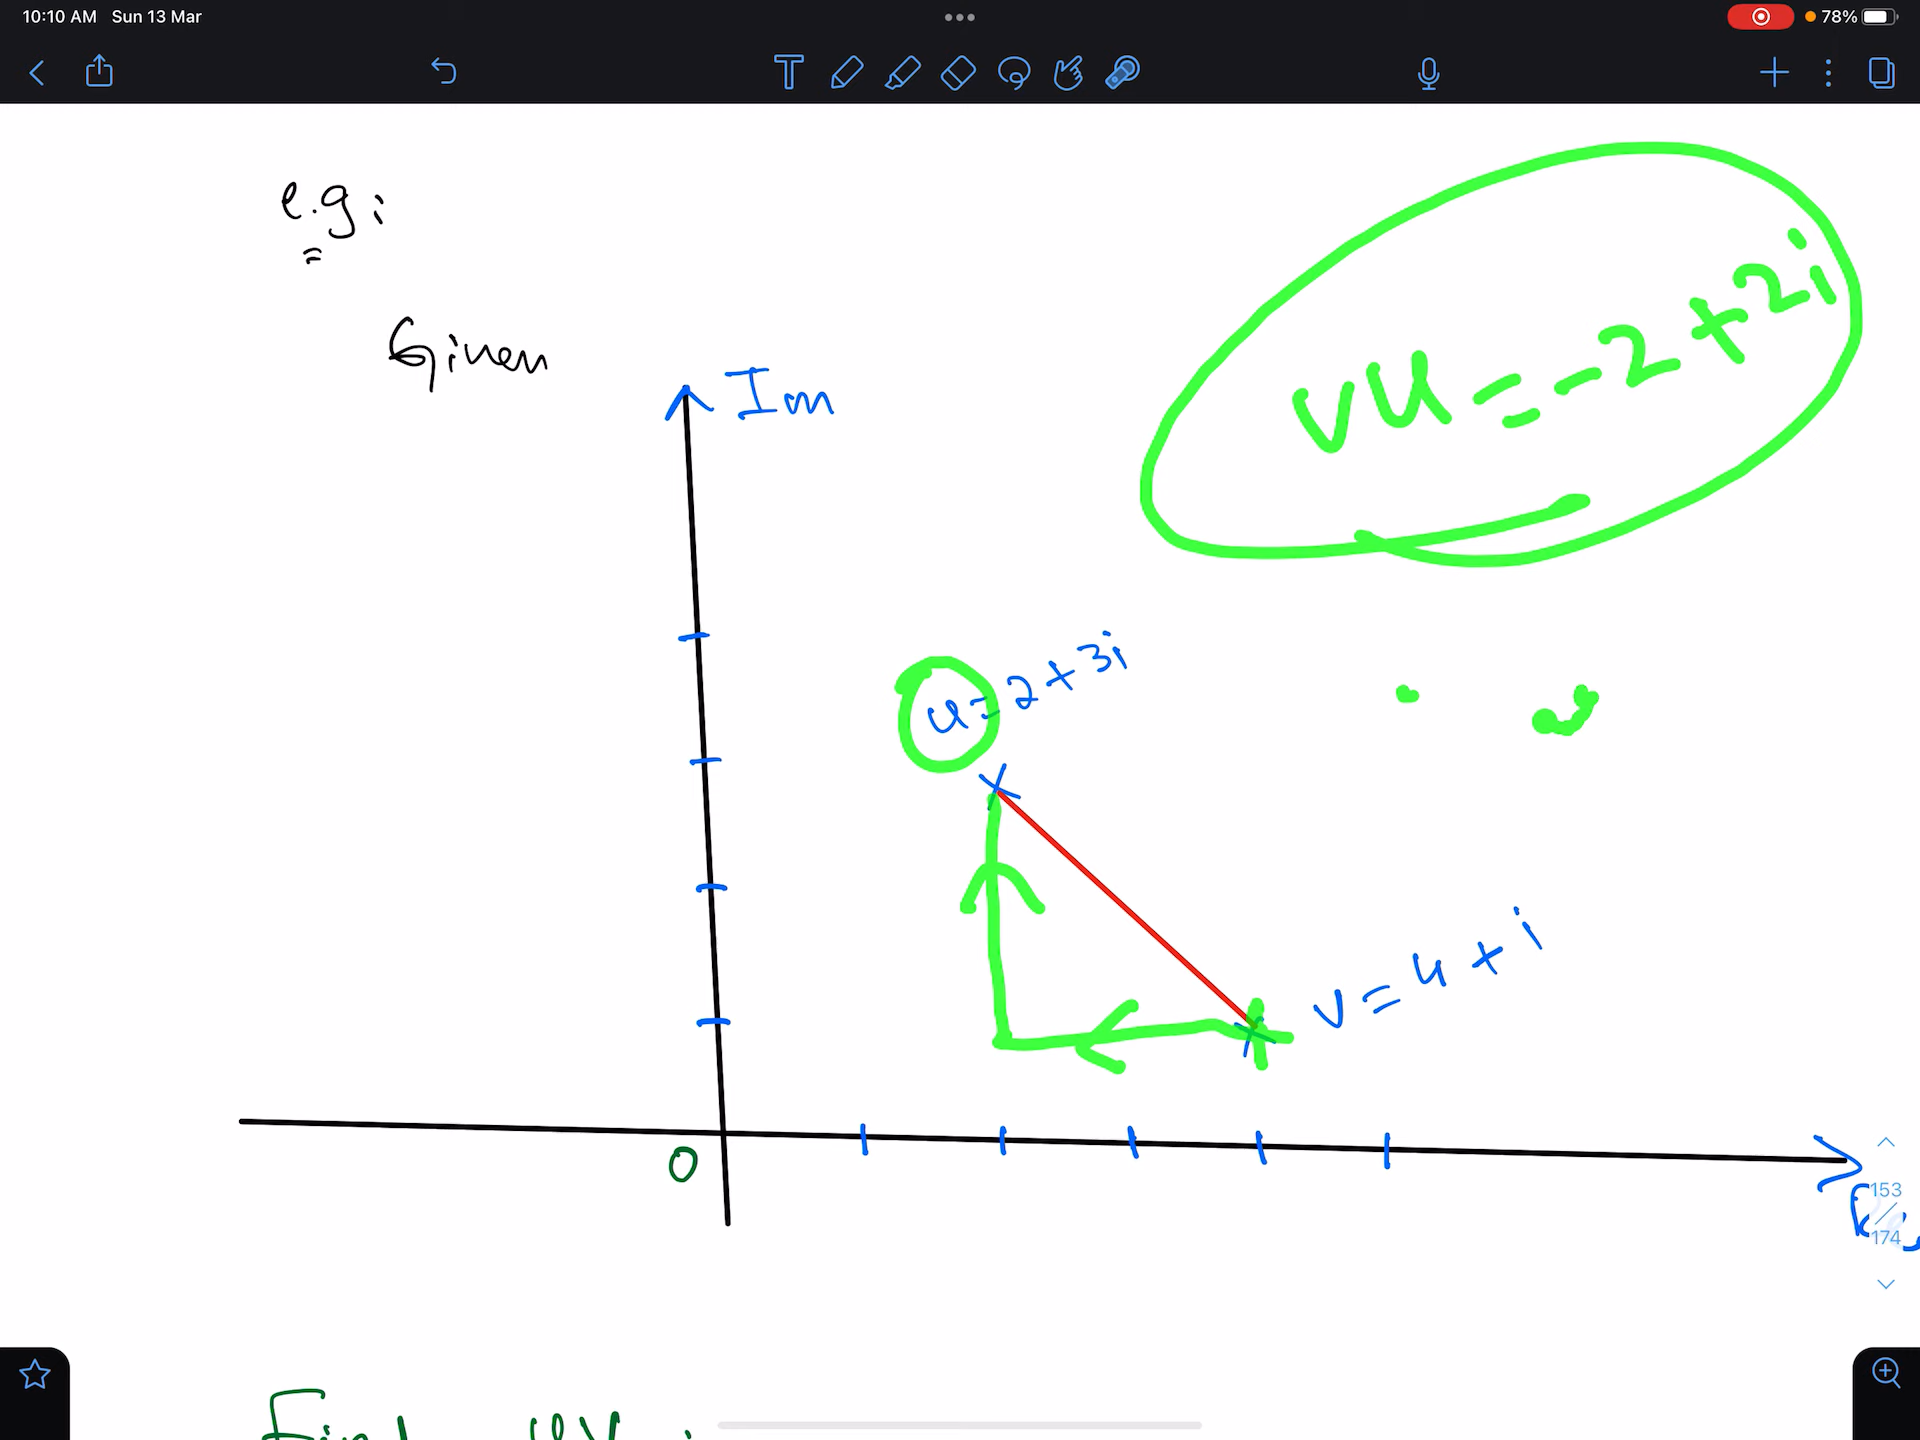 10:10 AM Sun 13 Mar
78%
T
e.g:
Given
Im
vu = -2 + 2i
u = 2 + 3i
v = 4 + i
0
153
174